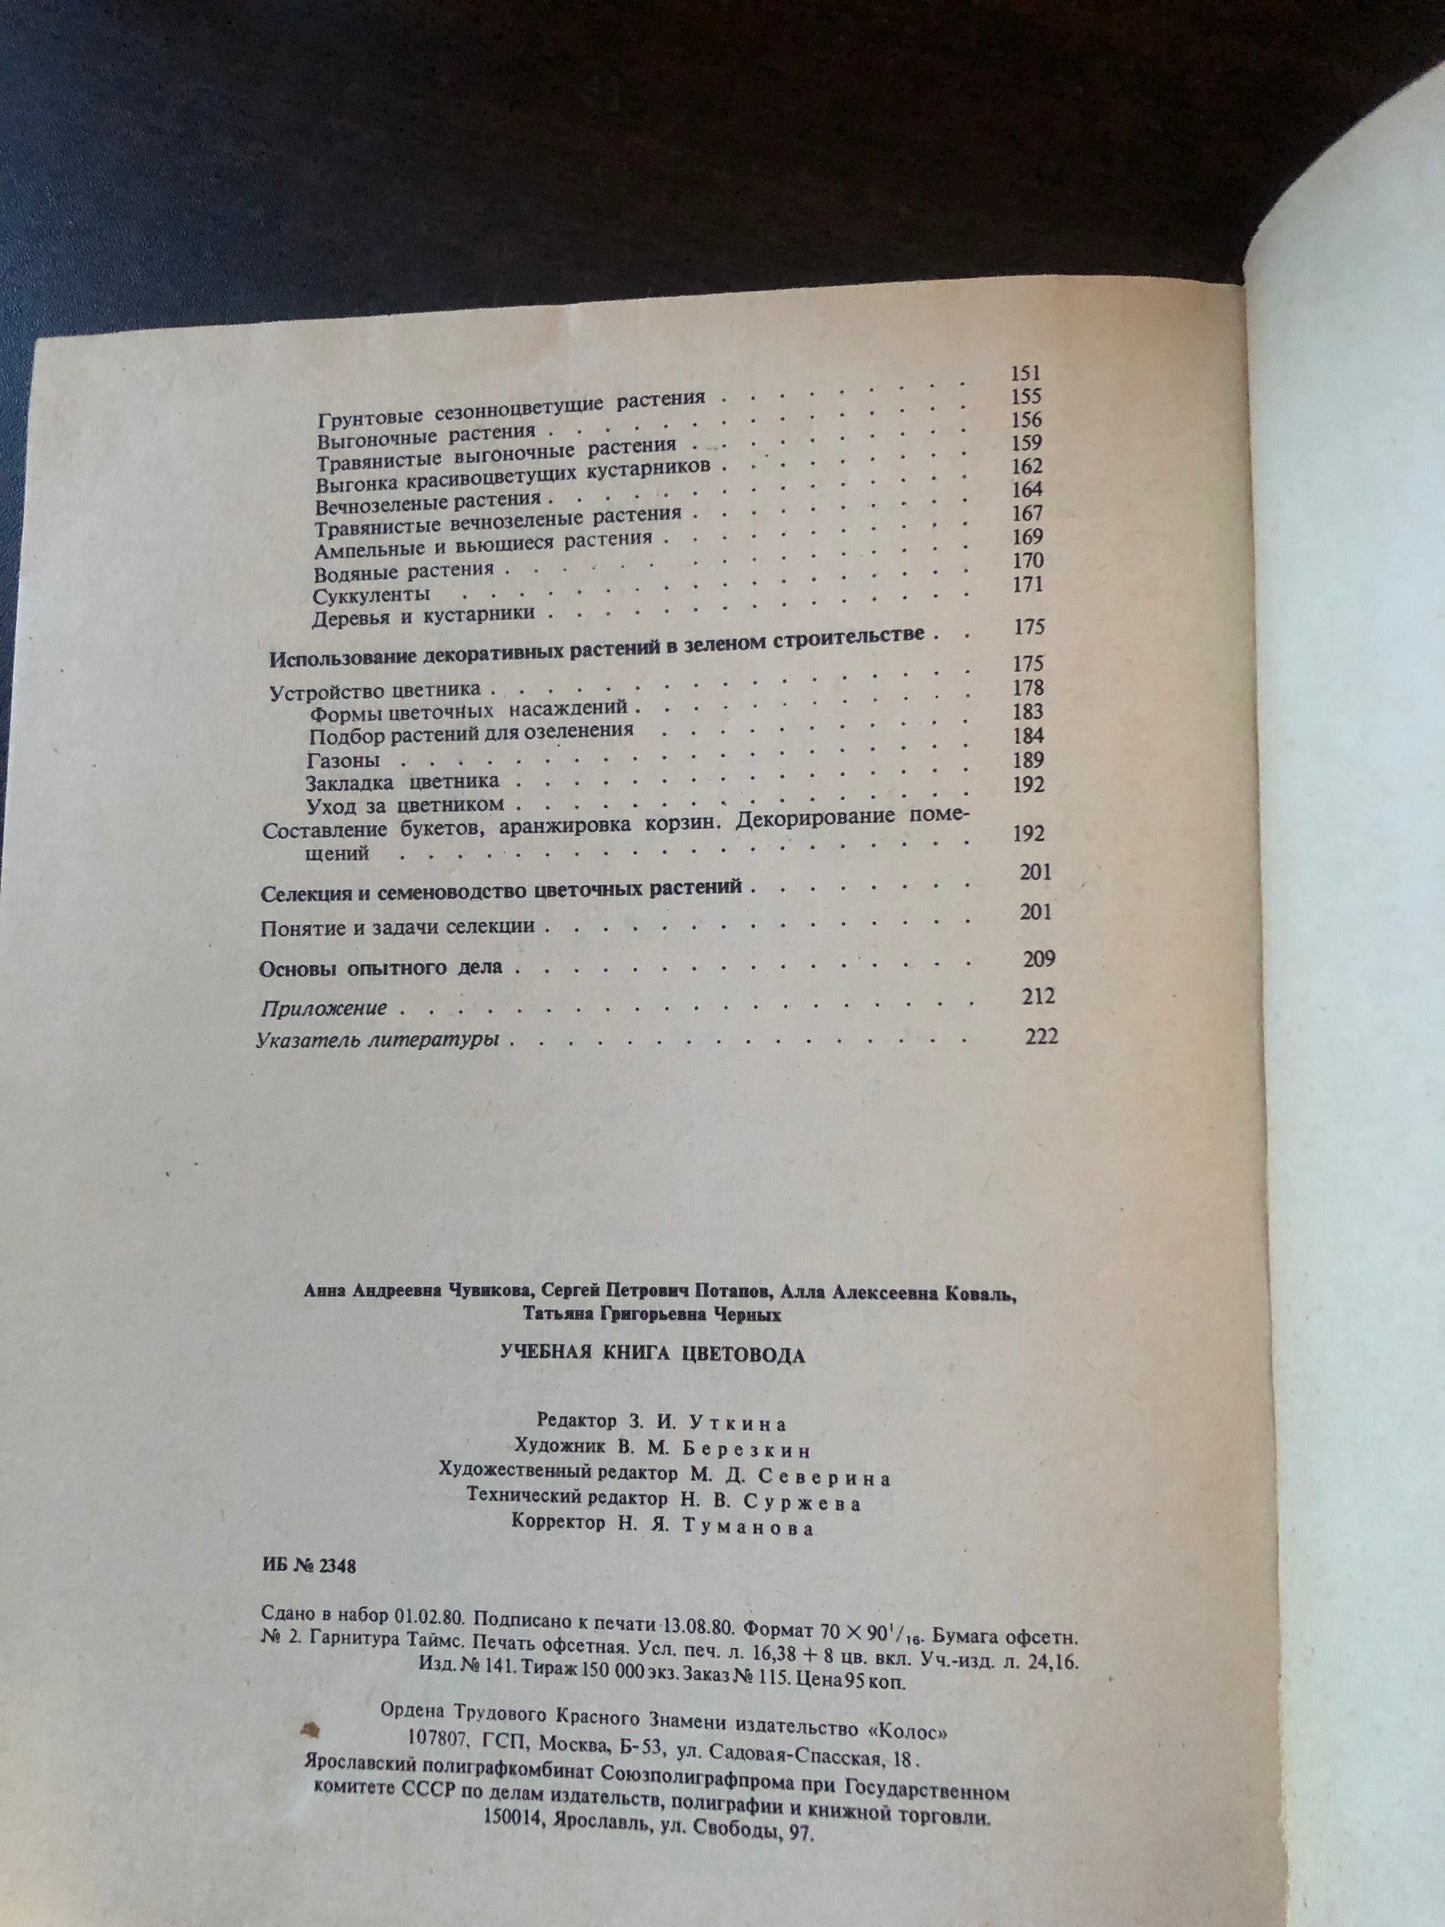 Грунтовые сезонноцветущие растения . . . . . . . . . 151
Выгоночные растения . . . . . . . . . . . . . . . 155
Травянистые выгоночные растения . . . . . . . . . . 156
Выгонка красивоцветущих кустарников . . . . . . . . . 159
Вечнозеленые растения . . . . . . . . . . . . . . . 162
Травянистые вечнозеленые растения . . . . . . . . . . 164
Ампельные и вьющиеся растения . . . . . . . . . . . 167
Водяные растения . . . . . . . . . . . . . . . . 169
Суккуленты . . . . . . . . . . . . . . . . . . 170
Деревья и кустарники . . . . . . . . . . . . . . . 171
Использование декоративных растений в зеленом строительстве . . 175
Устройство цветника . . . . . . . . . . . . . . . . . 175
Формы цветочных насаждений . . . . . . . . . . . . 178
Подбор растений для озеленения . . . . . . . . . . . 183
Газоны . . . . . . . . . . . . . . . . . . . . 184
Закладка цветника . . . . . . . . . . . . . . . . 189
Уход за цветником . . . . . . . . . . . . . . . . 192
Составление букетов, аранжировка корзин. Декорирование поме-
щений . . . . . . . . . . . . . . . . . . . . 192
Селекция и семеноводство цветочных растений . . . . . . . . 201
Понятие и задачи селекции . . . . . . . . . . . . . . . 201
Основы опытного дела . . . . . . . . . . . . . . . . 209
Приложение . . . . . . . . . . . . . . . . . . . . 212
Указатель литературы . . . . . . . . . . . . . . . . 222
Анна Андреевна Чувикова, Сергей Петрович Потапов, Алла Алексеевна Коваль,
Татьяна Григорьевна Черных
УЧЕБНАЯ КНИГА ЦВЕТОВОДА
Редактор З. И. Уткина
Художник В. М. Березкин
Художественный редактор М. Д. Северина
Технический редактор Н. В. Суржева
Корректор Н. Я. Туманова
ИБ № 2348
Сдано в набор 01.02.80. Подписано к печати 13.08.80. Формат 70 × 90¹/₁₆. Бумага офсетн.
№ 2. Гарнитура Таймс. Печать офсетная. Усл. печ. л. 16,38 + 8 цв. вкл. Уч.-изд. л. 24,16.
Изд. № 141. Тираж 150 000 экз. Заказ № 115. Цена 95 коп.
Ордена Трудового Красного Знамени издательство «Колос»
107807, ГСП, Москва, Б-53, ул. Садовая-Спасская, 18.
Ярославский полиграфкомбинат Союзполиграфпрома при Государственном
комитете СССР по делам издательств, полиграфии и книжной торговли.
150014, Ярославль, ул. Свободы, 97.